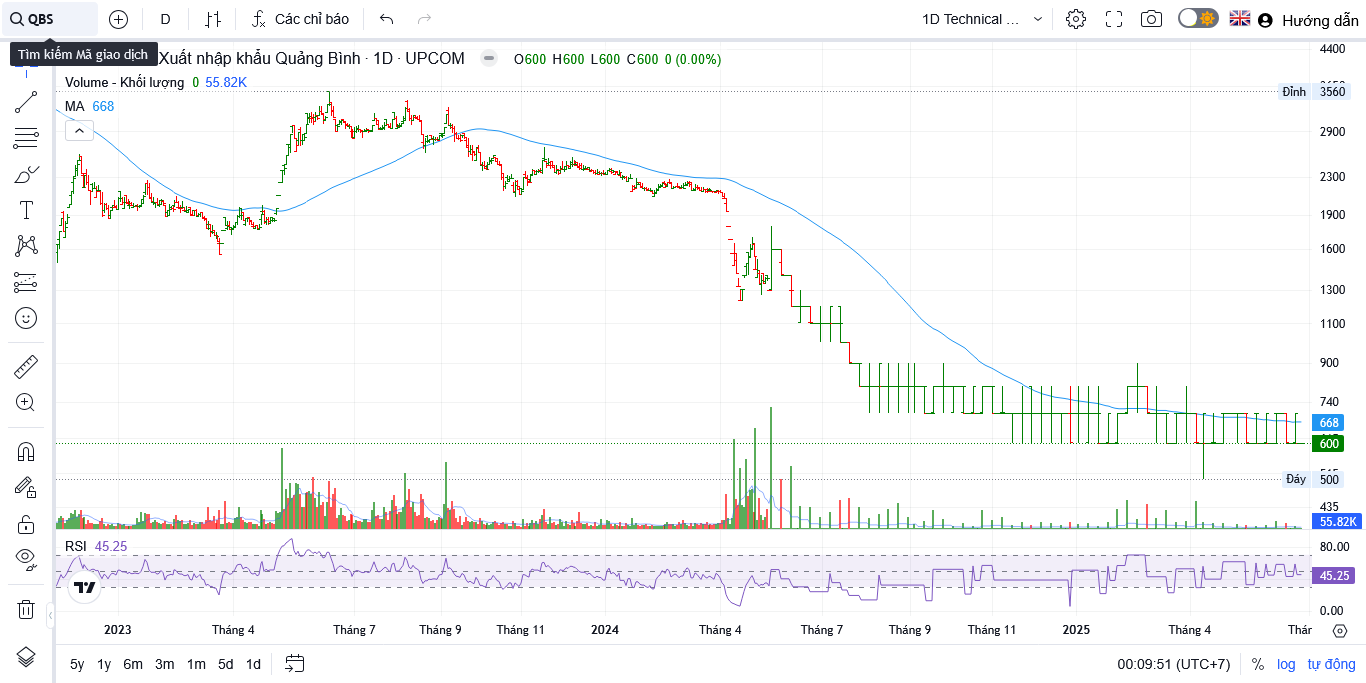 QBS
D
Các chỉ báo
1D Technical ...
Hướng dẫn
Tìm kiếm Mã giao dịch
Xuất nhập khẩu Quảng Bình · 1D · UPCOM
O600 H600 L600 C600 0 (0.00%)
Volume - Khối lượng 0 55.82K
MA 668
4400
Đỉnh 3560
2900
2300
1900
1600
1300
1100
900
740
668
600
Đáy 500
435
55.82K
RSI 45.25
80.00
45.25
0.00
2023 Tháng 4 Tháng 7 Tháng 9 Tháng 11 2024 Tháng 4 Tháng 7 Tháng 9 Tháng 11 2025 Tháng 4 Thár
5y 1y 6m 3m 1m 5d 1d
00:09:51 (UTC+7) % log tự động